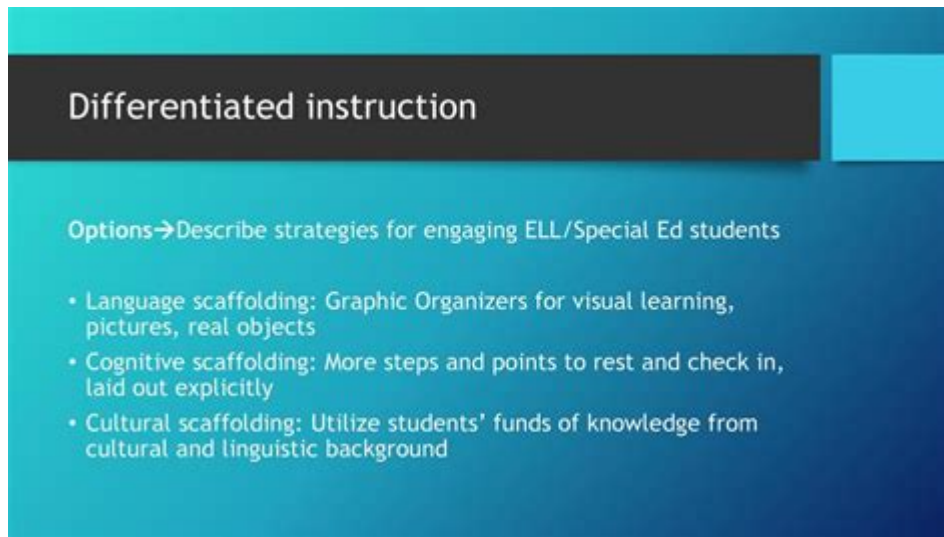 Differentiated instruction
Options→Describe strategies for engaging ELL/Special Ed students
• Language scaffolding: Graphic Organizers for visual learning,
pictures, real objects
• Cognitive scaffolding: More steps and points to rest and check in,
laid out explicitly
• Cultural scaffolding: Utilize students’ funds of knowledge from
cultural and linguistic background